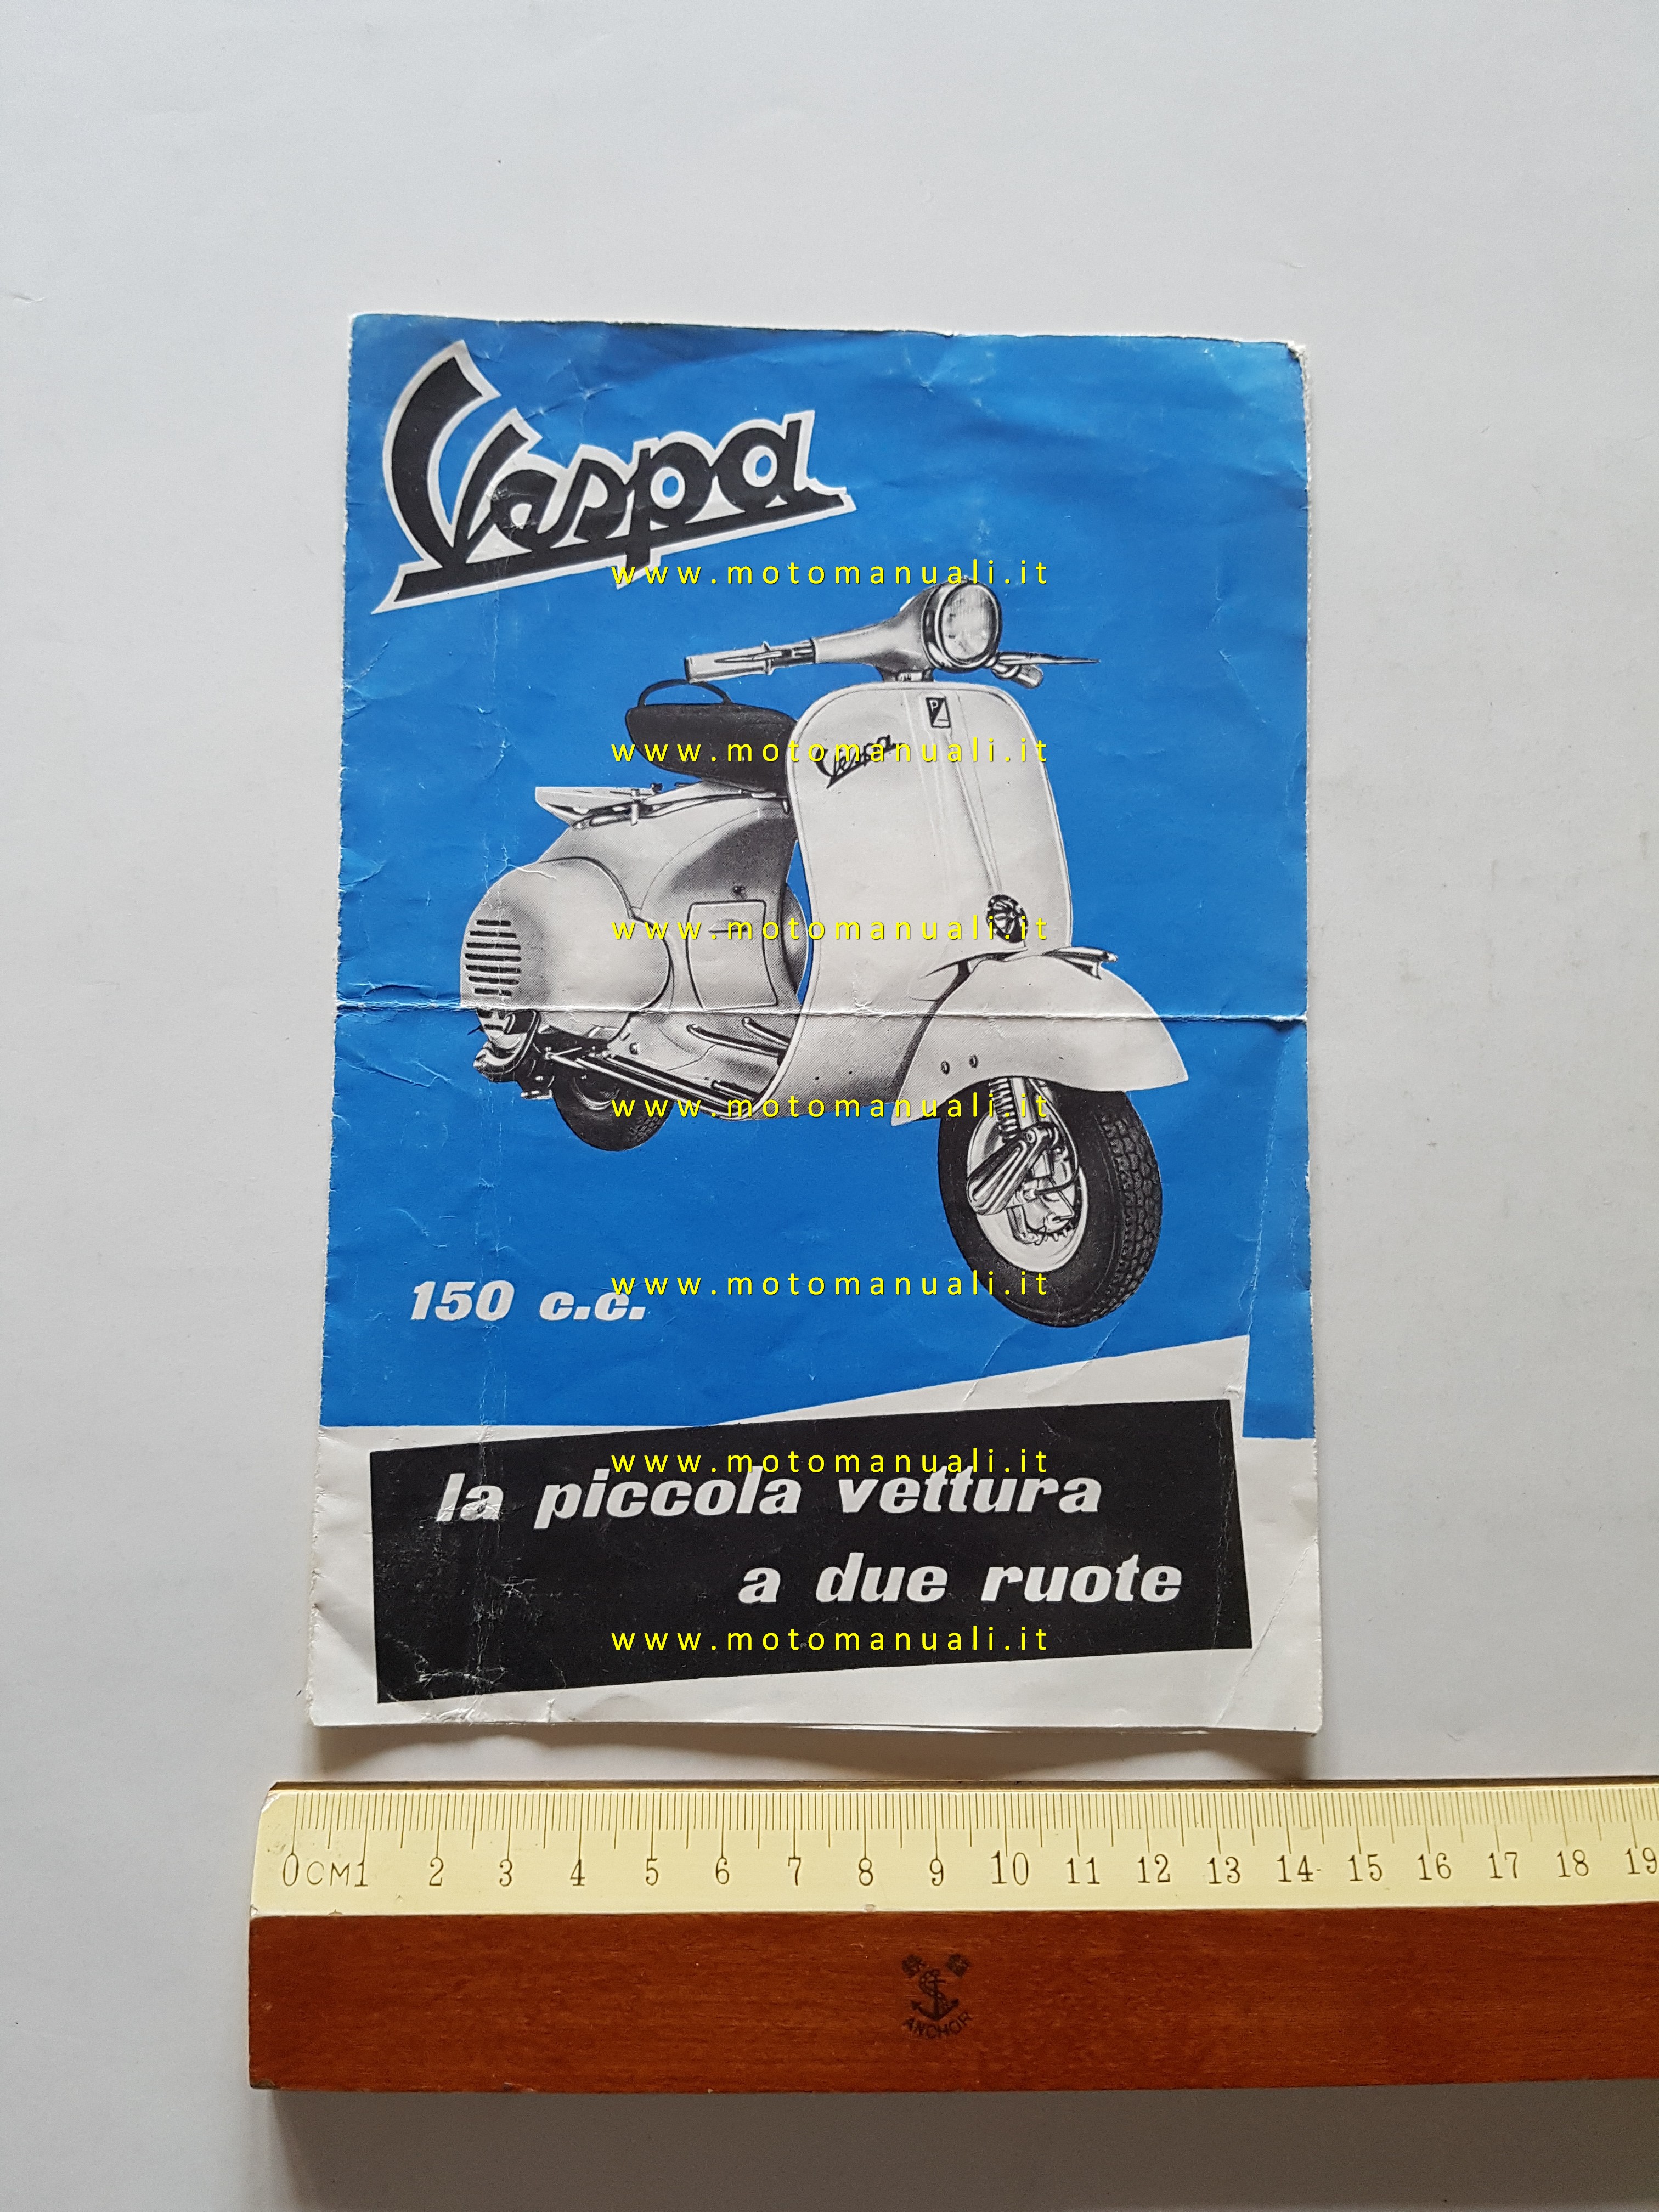 Vespa
www.motomanuali.it
P
www.motomanuali.it
Vespa
www.motomanuali.it
www.motomanuali.it
www.motomanuali.it
150 c.c.
www.motomanuali.it
la piccola vettura
a due ruote
www.motomanuali.it
0 CM 1 2 3 4 5 6 7 8 9 10 11 12 13 14 15 16 17 18 19
ANCHOR